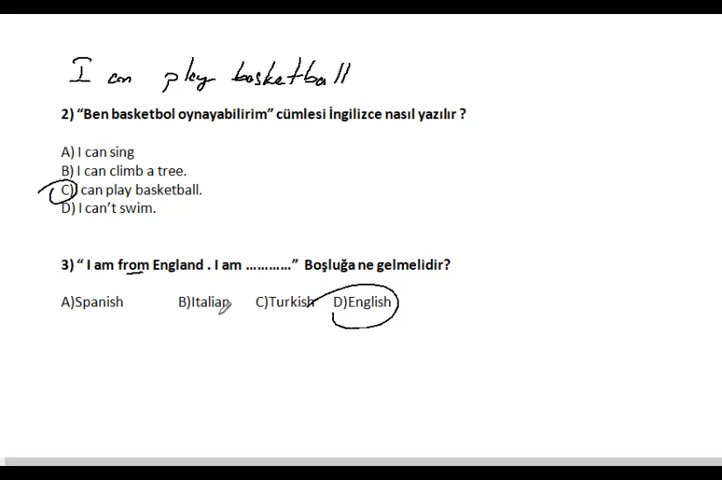 I can play basketball
2) “Ben basketbol oynayabilirim” cümlesi İngilizce nasıl yazılır ?
A) I can sing
B) I can climb a tree.
C)I can play basketball.
D) I can’t swim.
3) “ I am from England . I am …………” Boşluğa ne gelmelidir?
A)Spanish B)Italian C)Turkish D)English